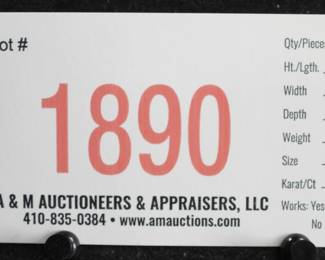 ot #
1890
A & M AUCTIONEERS & APPRAISERS, LLC
410-835-0384 • www.amauctions.com
Qty/Piece
Ht./Lgth.
Width
Depth
Weight
Size
Karat/Ct
Works: Yes
No